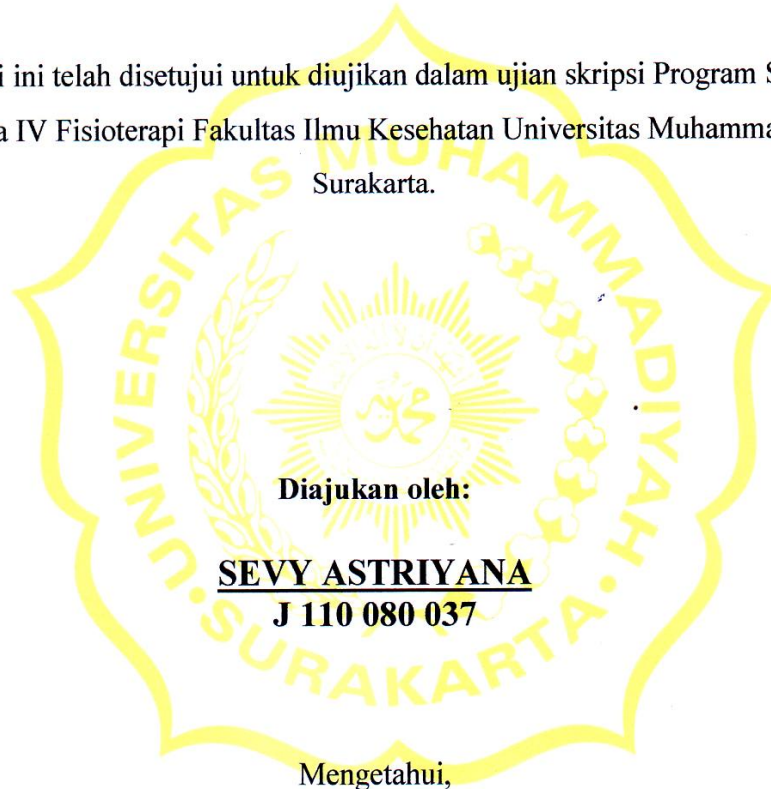 i ini telah disetujui untuk diujikan dalam ujian skripsi Program S
a IV Fisioterapi Fakultas Ilmu Kesehatan Universitas Muhamma
Surakarta.
UNIVERSITAS MUHAMMADIYAH
SURAKARTA
محمد
Diajukan oleh:
SEVY ASTRIYANA
J 110 080 037
Mengetahui,